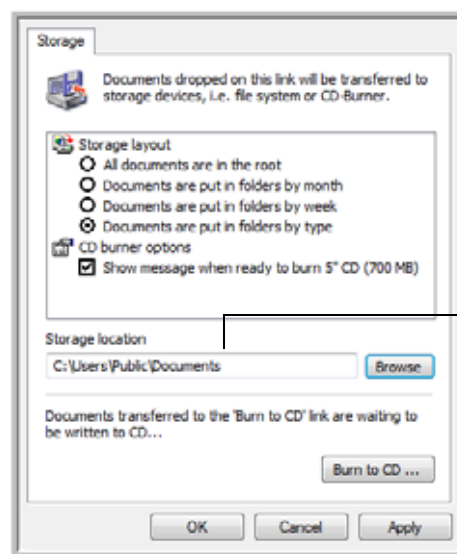 Storage
Documents dropped on this link will be transferred to
storage devices, i.e. file system or CD-Burner.
Storage layout
All documents are in the root
Documents are put in folders by month
Documents are put in folders by week
Documents are put in folders by type
CD burner options
Show message when ready to burn 5" CD (700 MB)
Storage location
C:\Users\Public\Documents
Browse
Documents transferred to the 'Burn to CD' link are waiting to
be written to CD...
Burn to CD ...
OK Cancel Apply